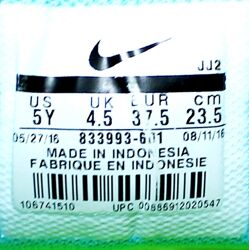 JJ2
US UK EUR cm
5Y 4.5 37.5 23.5
05/27/16 833993-601 08/11/16
MADE IN INDONESIA
FABRIQUE EN INDONESIE
106741510 UPC 00886912020547